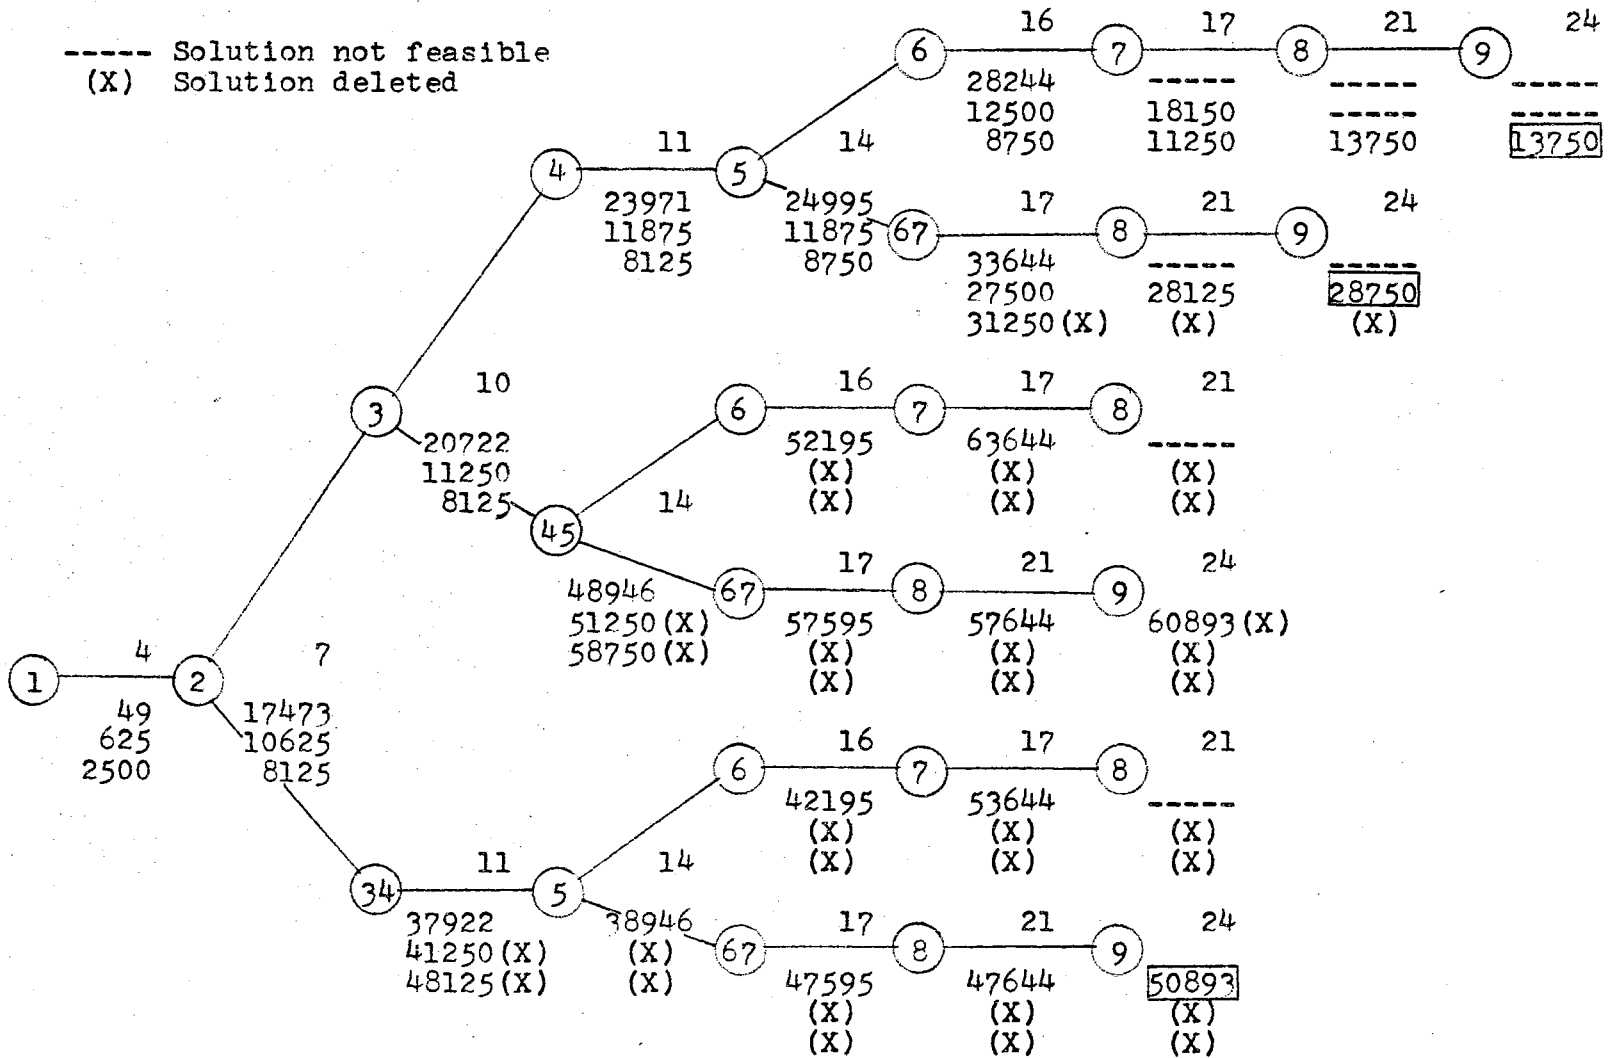 16 17 21 24
----- Solution not feasible
(X) Solution deleted
6 7 8 9
28244 ----- ----- -----
12500 18150 ----- -----
8750 11250 13750 13750
11 14
4 5
23971 24995 17 21 24
11875 11875 67 8 9
8125 8750 33644 ----- -----
27500 28125 28750
31250(X) (X) (X)
10 16 17 21
3 6 7 8
20722 52195 63644 -----
11250 (X) (X) (X)
8125 14 (X) (X) (X)
45
17 21 24
48946 67 8 9
51250(X) 57595 57644 60893(X)
58750(X) (X) (X) (X)
(X) (X) (X)
4 7
1 2
49 17473
625 10625
2500 8125
16 17 21
6 7 8
42195 53644 -----
(X) (X) (X)
(X) (X) (X)
11 14
34 5
37922 38946 17 21 24
41250(X) (X) 67 8 9
48125(X) (X) 47595 47644 50893
(X) (X) (X)
(X) (X) (X)